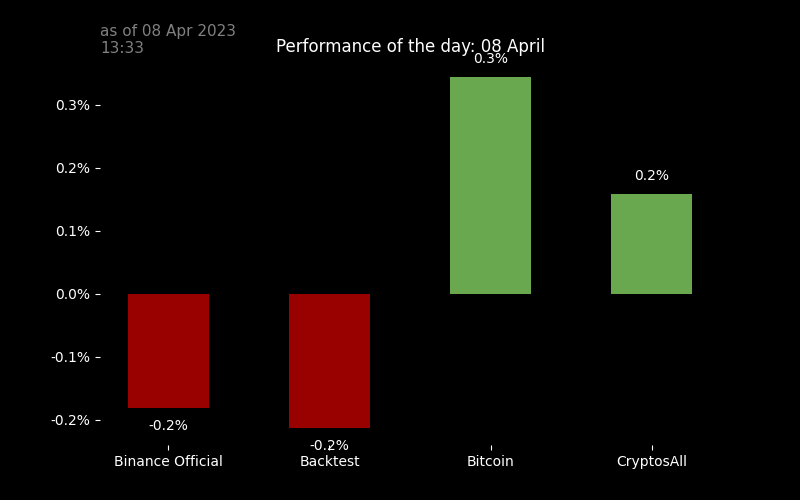 as of 08 Apr 2023
13:33
Performance of the day: 08 April
0.3%
0.3%
0.2%
0.2%
0.1%
0.0%
-0.1%
-0.2%
-0.2%
-0.2%
Binance Official
Backtest
Bitcoin
CryptosAll